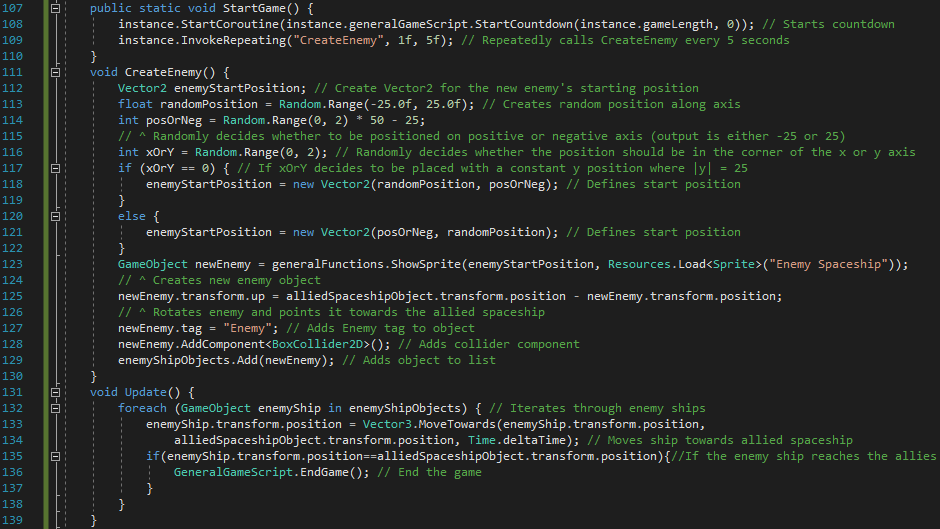 107 public static void StartGame() {
108 instance.StartCoroutine(instance.generalGameScript.StartCountdown(instance.gameLength, 0)); // Starts countdown
109 instance.InvokeRepeating("CreateEnemy", 1f, 5f); // Repeatedly calls CreateEnemy every 5 seconds
110 }
111 void CreateEnemy() {
112 Vector2 enemyStartPosition; // Create Vector2 for the new enemy's starting position
113 float randomPosition = Random.Range(-25.0f, 25.0f); // Creates random position along axis
114 int posOrNeg = Random.Range(0, 2) * 50 - 25;
115 // ^ Randomly decides whether to be positioned on positive or negative axis (output is either -25 or 25)
116 int xOrY = Random.Range(0, 2); // Randomly decides whether the position should be in the corner of the x or y axis
117 if (xOrY == 0) { // If xOrY decides to be placed with a constant y position where |y| = 25
118 enemyStartPosition = new Vector2(randomPosition, posOrNeg); // Defines start position
119 }
120 else {
121 enemyStartPosition = new Vector2(posOrNeg, randomPosition); // Defines start position
122 }
123 GameObject newEnemy = generalFunctions.ShowSprite(enemyStartPosition, Resources.Load<Sprite>("Enemy Spaceship"));
124 // ^ Creates new enemy object
125 newEnemy.transform.up = alliedSpaceshipObject.transform.position - newEnemy.transform.position;
126 // ^ Rotates enemy and points it towards the allied spaceship
127 newEnemy.tag = "Enemy"; // Adds Enemy tag to object
128 newEnemy.AddComponent<BoxCollider2D>(); // Adds collider component
129 enemyShipObjects.Add(newEnemy); // Adds object to list
130 }
131 void Update() {
132 foreach (GameObject enemyShip in enemyShipObjects) { // Iterates through enemy ships
133 enemyShip.transform.position = Vector3.MoveTowards(enemyShip.transform.position,
134 alliedSpaceshipObject.transform.position, Time.deltaTime); // Moves ship towards allied spaceship
135 if(enemyShip.transform.position==alliedSpaceshipObject.transform.position){//If the enemy ship reaches the allies
136 GeneralGameScript.EndGame(); // End the game
137 }
138 }
139 }